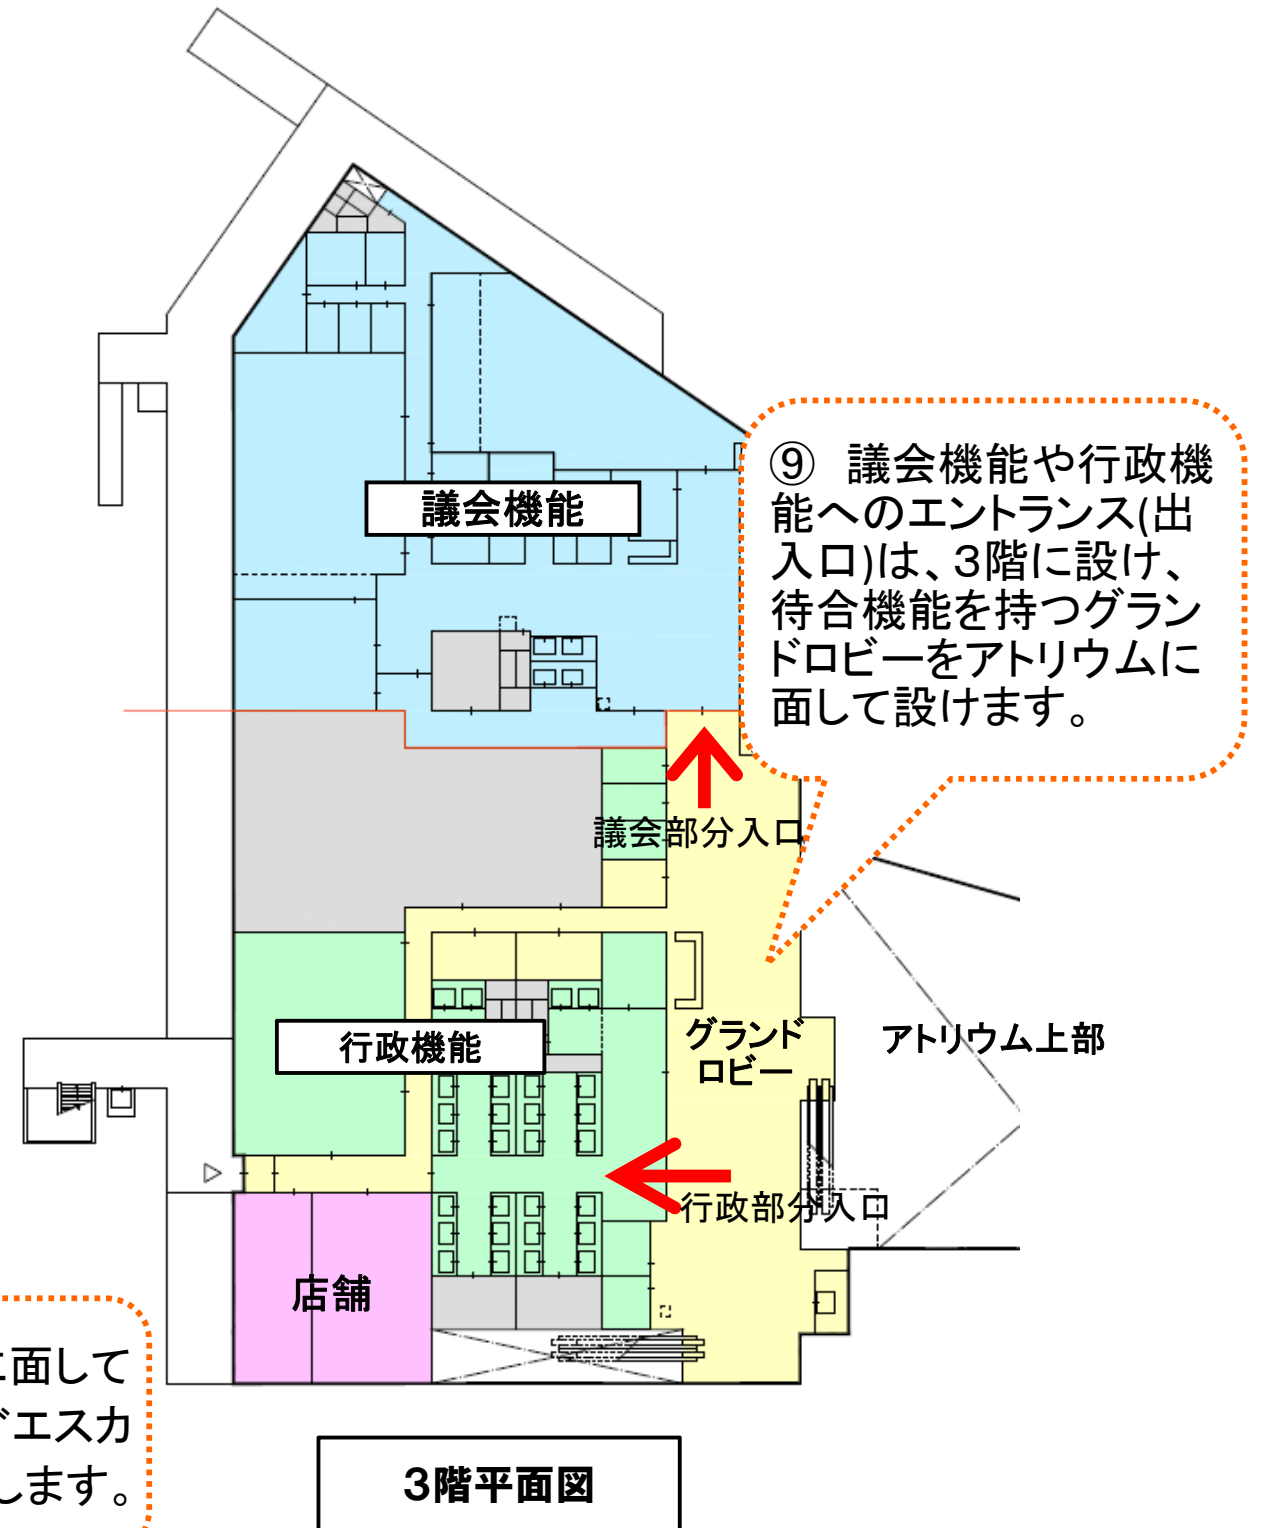 議会機能
⑨ 議会機能や行政機
能へのエントランス(出
入口)は、3階に設け、
待合機能を持つグラン
ドロビーをアトリウムに
面して設けます。
議会部分入口
行政機能
グランド
ロビー
アトリウム上部
行政部分入口
店舗
面して
エスカ
します。
3階平面図